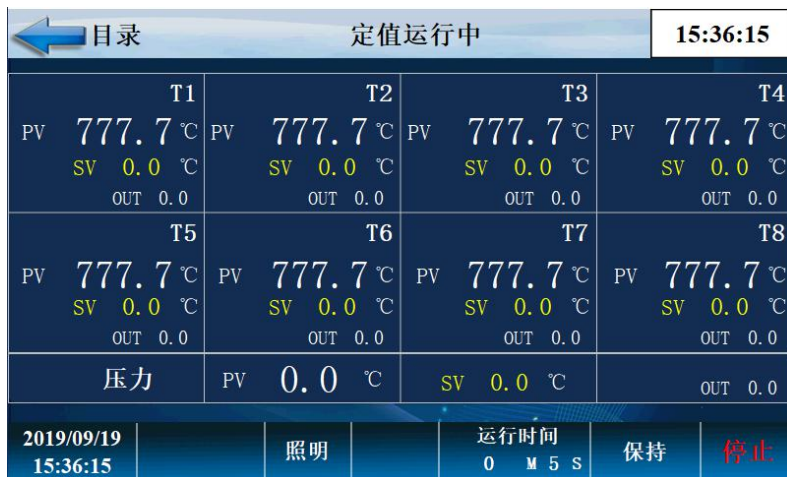 目录 定值运行中 15:36:15
T1 T2 T3 T4
PV 777.7 ℃ PV 777.7 ℃ PV 777.7 ℃ PV 777.7 ℃
SV 0.0 ℃ SV 0.0 ℃ SV 0.0 ℃ SV 0.0 ℃
OUT 0.0 OUT 0.0 OUT 0.0 OUT 0.0
T5 T6 T7 T8
PV 777.7 ℃ PV 777.7 ℃ PV 777.7 ℃ PV 777.7 ℃
SV 0.0 ℃ SV 0.0 ℃ SV 0.0 ℃ SV 0.0 ℃
OUT 0.0 OUT 0.0 OUT 0.0 OUT 0.0
压力 PV 0.0 ℃ SV 0.0 ℃ OUT 0.0
2019/09/19 运行时间
照明 保持 停止
15:36:15 0 M 5 S